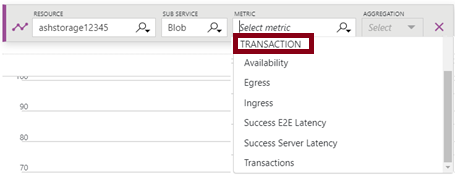 RESOURCE SUB SERVICE METRIC AGGREGATION
ashstorage12345 Blob Select metric Select
TRANSACTION
Availability
Egress
Ingress
Success E2E Latency
Success Server Latency
Transactions
100
90
80
70